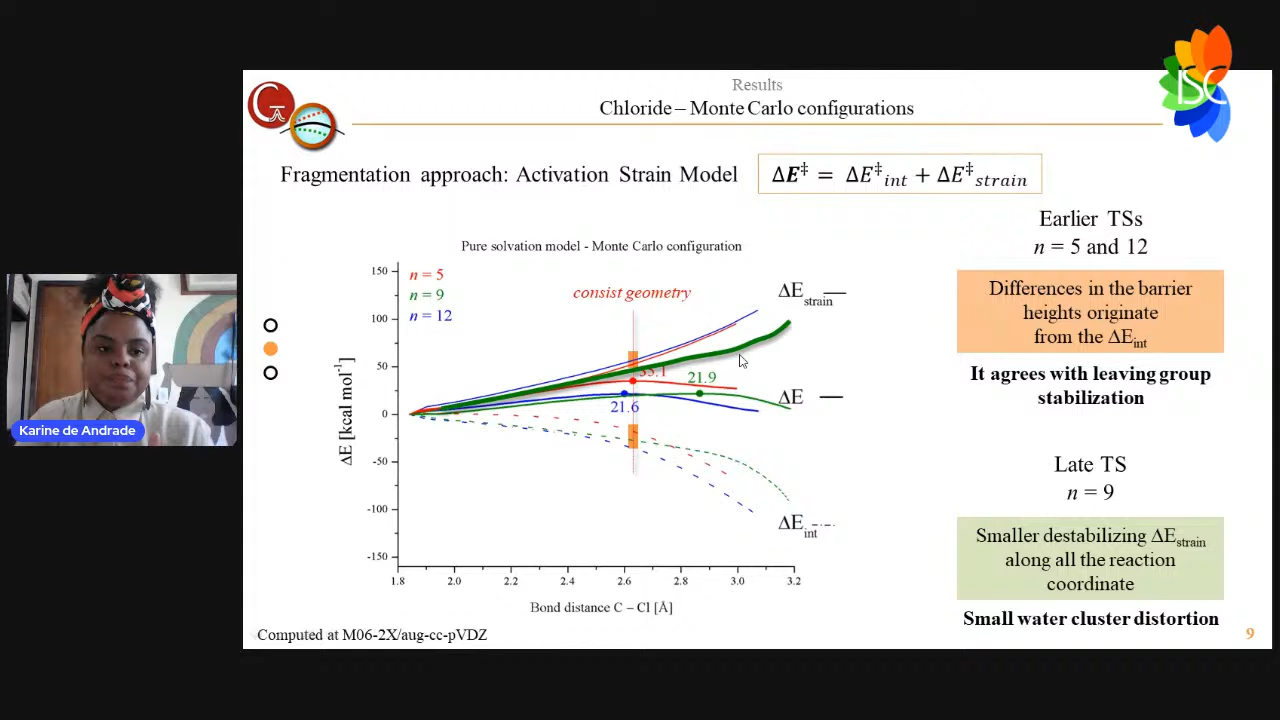 ISC
Results
Chloride – Monte Carlo configurations
Fragmentation approach: Activation Strain Model
ΔE‡ = ΔE‡int + ΔE‡strain
Pure solvation model - Monte Carlo configuration
n = 5
n = 9
n = 12
consist geometry
ΔEstrain
ΔE
ΔEint
35.1
21.9
21.6
150
100
50
0
-50
-100
-150
ΔE [kcal mol-1]
1.8 2.0 2.2 2.4 2.6 2.8 3.0 3.2
Bond distance C – Cl [Å]
Earlier TSs
n = 5 and 12
Differences in the barrier
heights originate
from the ΔEint
It agrees with leaving group
stabilization
Late TS
n = 9
Smaller destabilizing ΔEstrain
along all the reaction
coordinate
Small water cluster distortion
Computed at M06-2X/aug-cc-pVDZ
9
Karine de Andrade